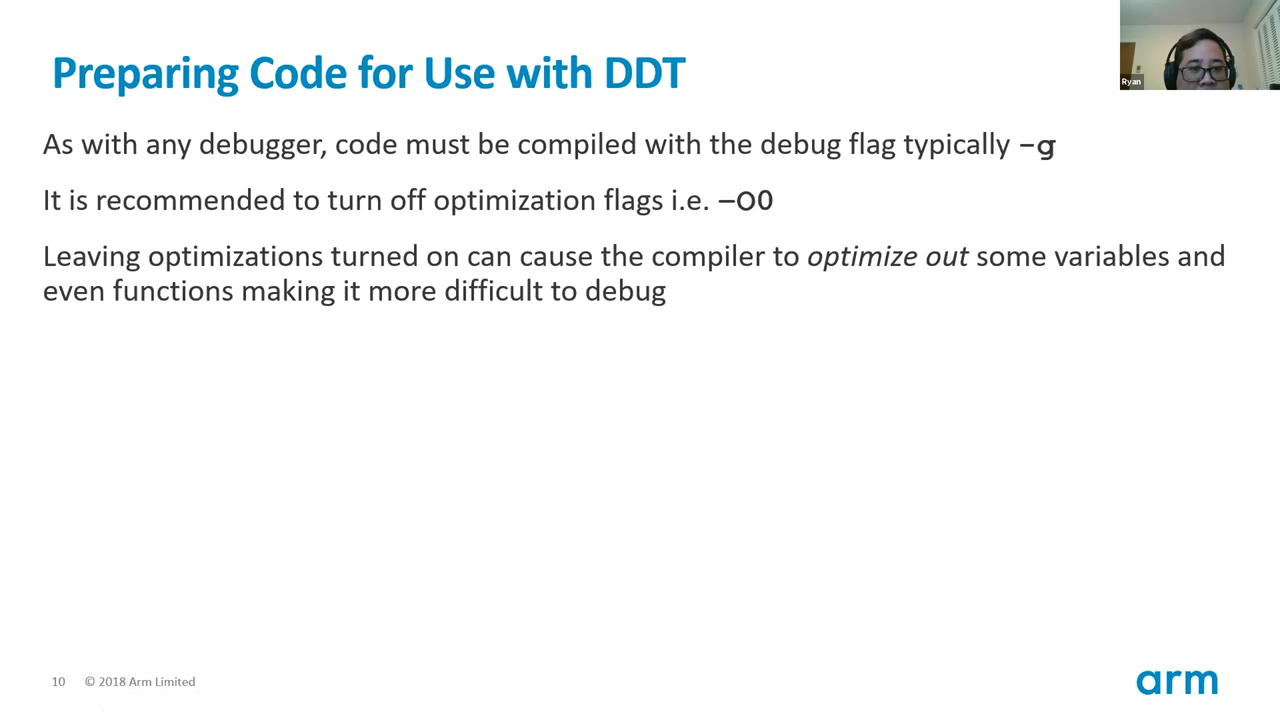 Preparing Code for Use with DDT
Ryan
As with any debugger, code must be compiled with the debug flag typically -g
It is recommended to turn off optimization flags i.e. –O0
Leaving optimizations turned on can cause the compiler to optimize out some variables and
even functions making it more difficult to debug
10 © 2018 Arm Limited
arm